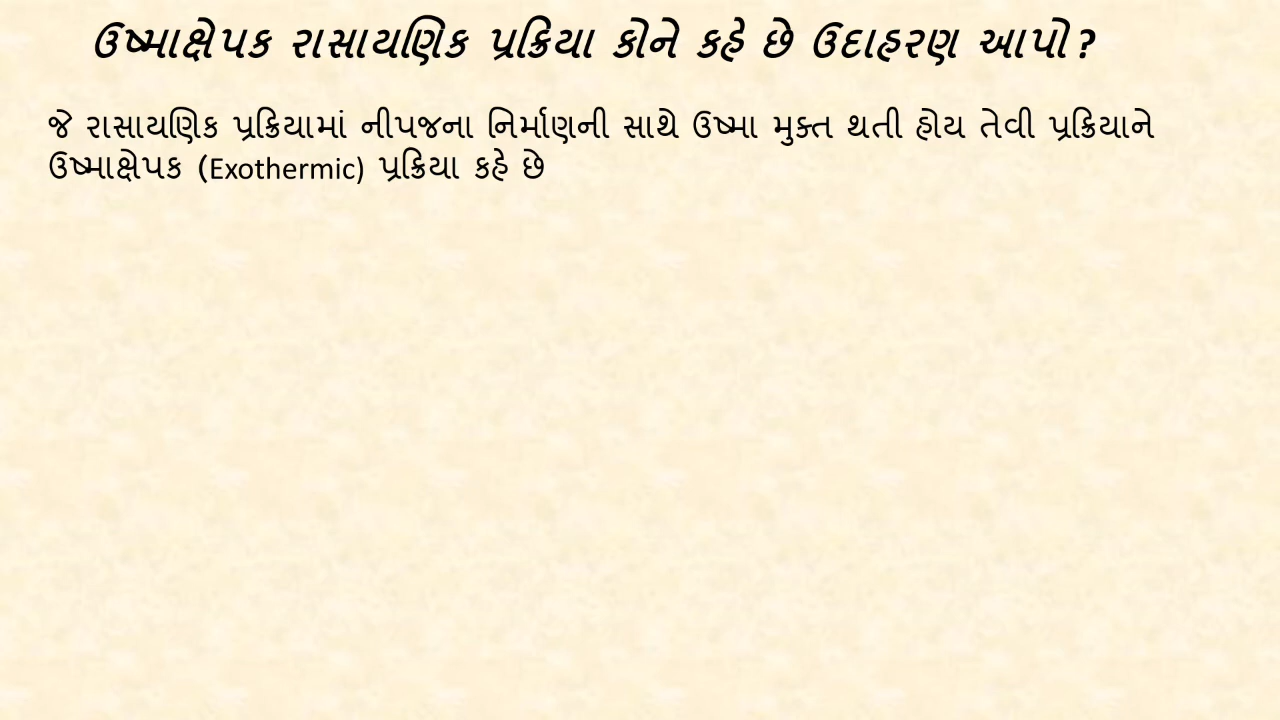 ઉષ્માક્ષેપક રાસાયણિક પ્રક્રિયા કોને કહે છે ઉદાહરણ આપો?
જે રાસાયણિક પ્રક્રિયામાં નીપજના નિર્માણની સાથે ઉષ્મા મુક્ત થતી હોય તેવી પ્રક્રિયાને
ઉષ્માક્ષેપક (Exothermic) પ્રક્રિયા કહે છે